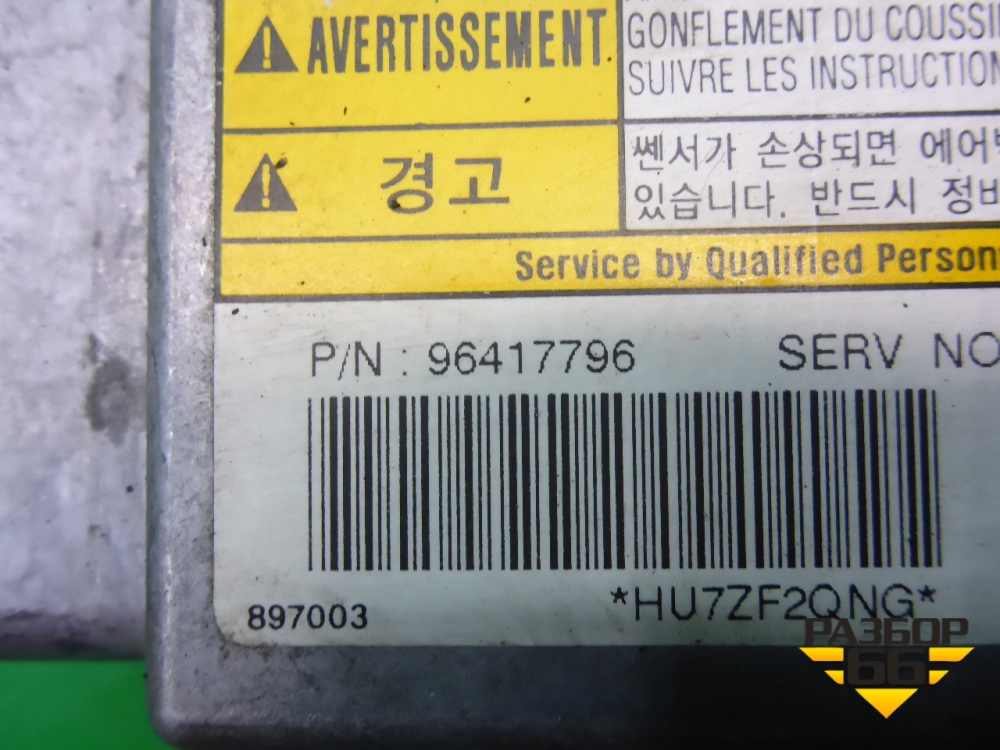 AVERTISSEMENT
GONFLEMENT DU COUSSI
SUIVRE LES INSTRUCTION
경고
쎈서가 손상되면 에어
있습니다. 반드시 정비
Service by Qualified Person
P/N : 96417796 SERV NO
897003
*HU7ZF2QNG*
РАЗБОР
66